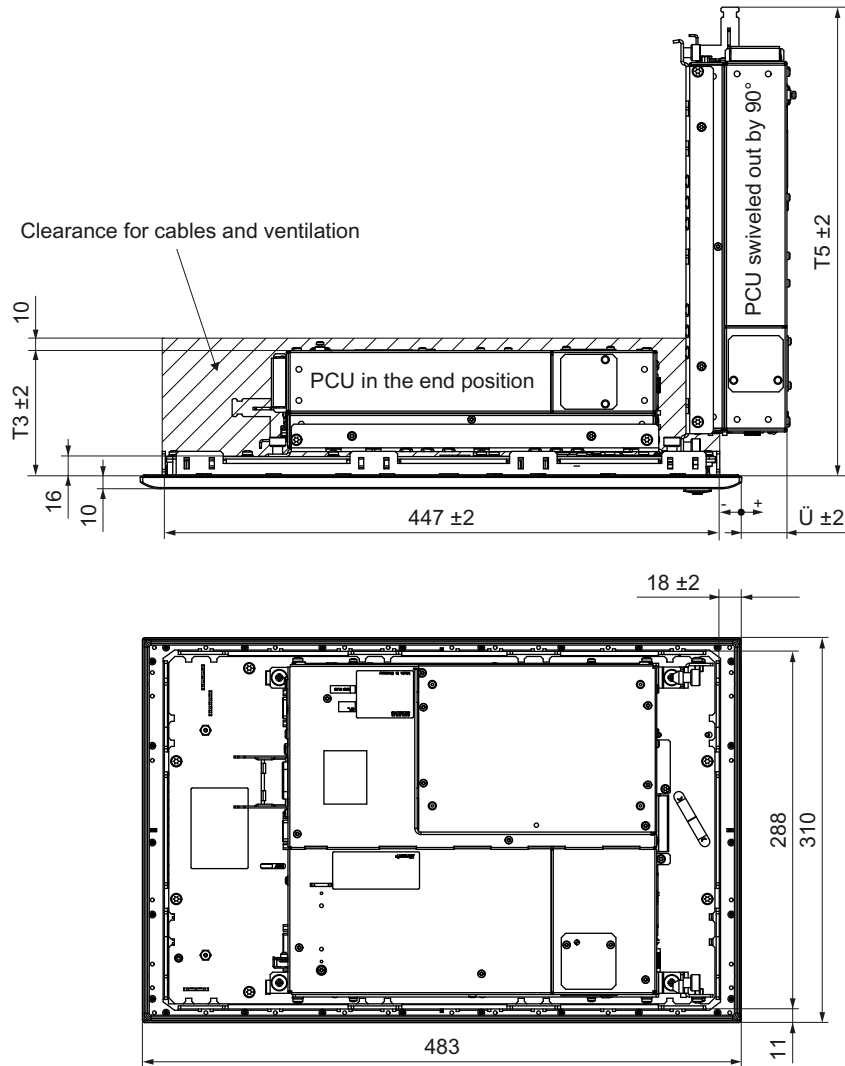 PCU swiveled out by 90°
T5 ±2
Clearance for cables and ventilation
10
T3 ±2
PCU in the end position
16
10
447 ±2
- +
Ü ±2
18 ±2
288
310
483
11